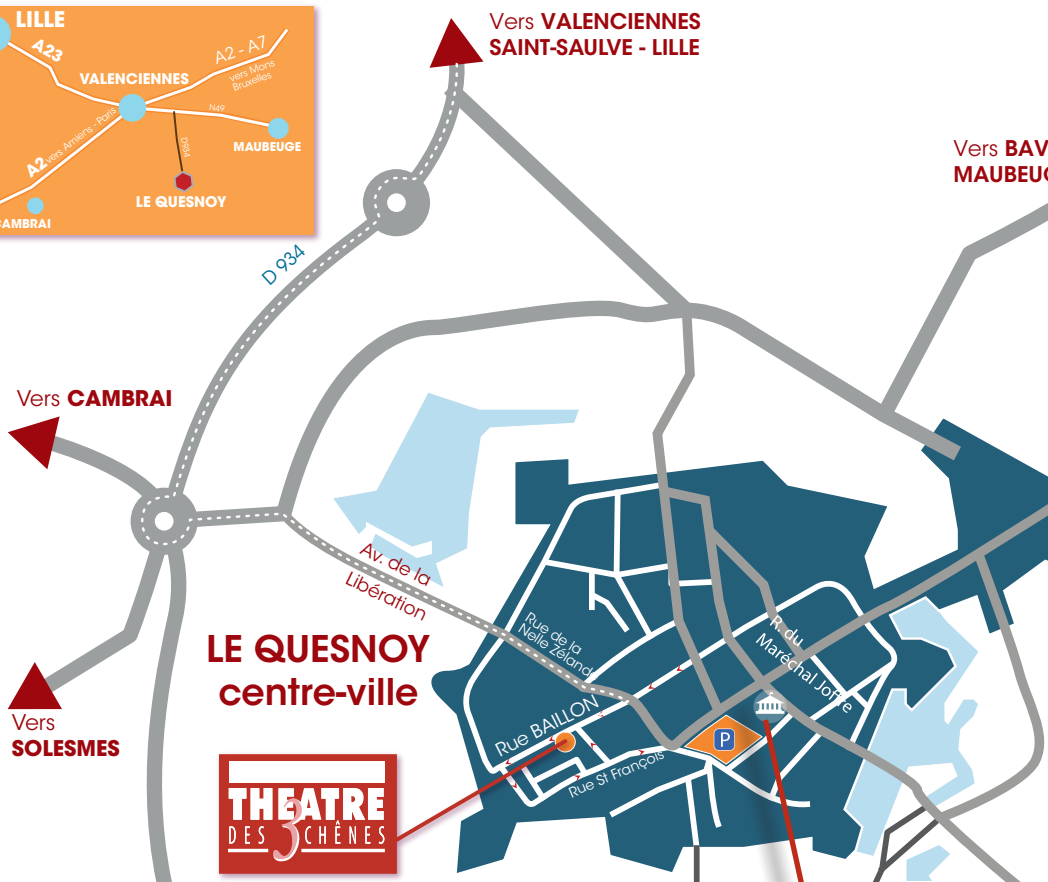 LILLE
A23
VALENCIENNES
A2 - A7
vers Mons
Bruxelles
N49
A2 vers Amiens - Paris
D934
MAUBEUGE
LE QUESNOY
CAMBRAI
Vers VALENCIENNES
SAINT-SAULVE - LILLE
Vers BAV
MAUBEUG
D 934
Vers CAMBRAI
Av. de la
Libération
Rue de la
Nelle Zéland
R. du
Maréchal Joffre
LE QUESNOY
centre-ville
Vers
SOLESMES
Rue BAILLON
P
Rue St François
THEATRE
DES 3 CHÊNES